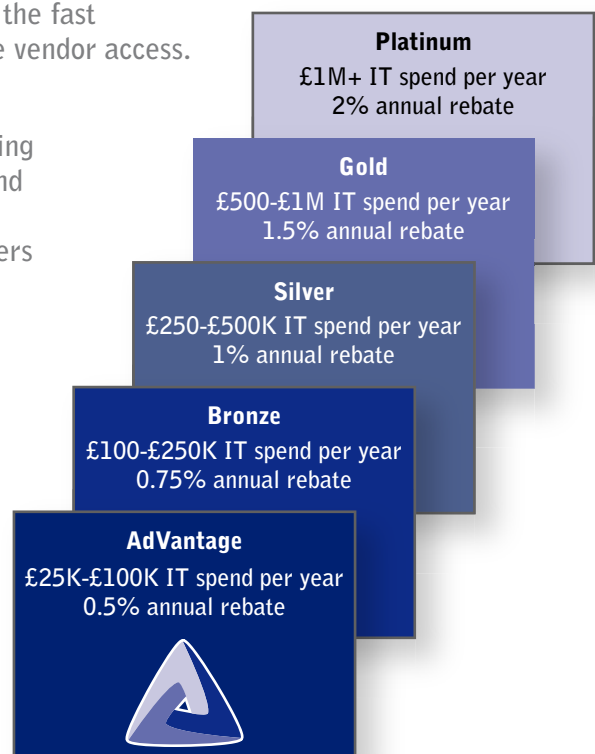 the fast
vendor access.
ing
nd
ers
Platinum
£1M+ IT spend per year
2% annual rebate
Gold
£500-£1M IT spend per year
1.5% annual rebate
Silver
£250-£500K IT spend per year
1% annual rebate
Bronze
£100-£250K IT spend per year
0.75% annual rebate
AdVantage
£25K-£100K IT spend per year
0.5% annual rebate